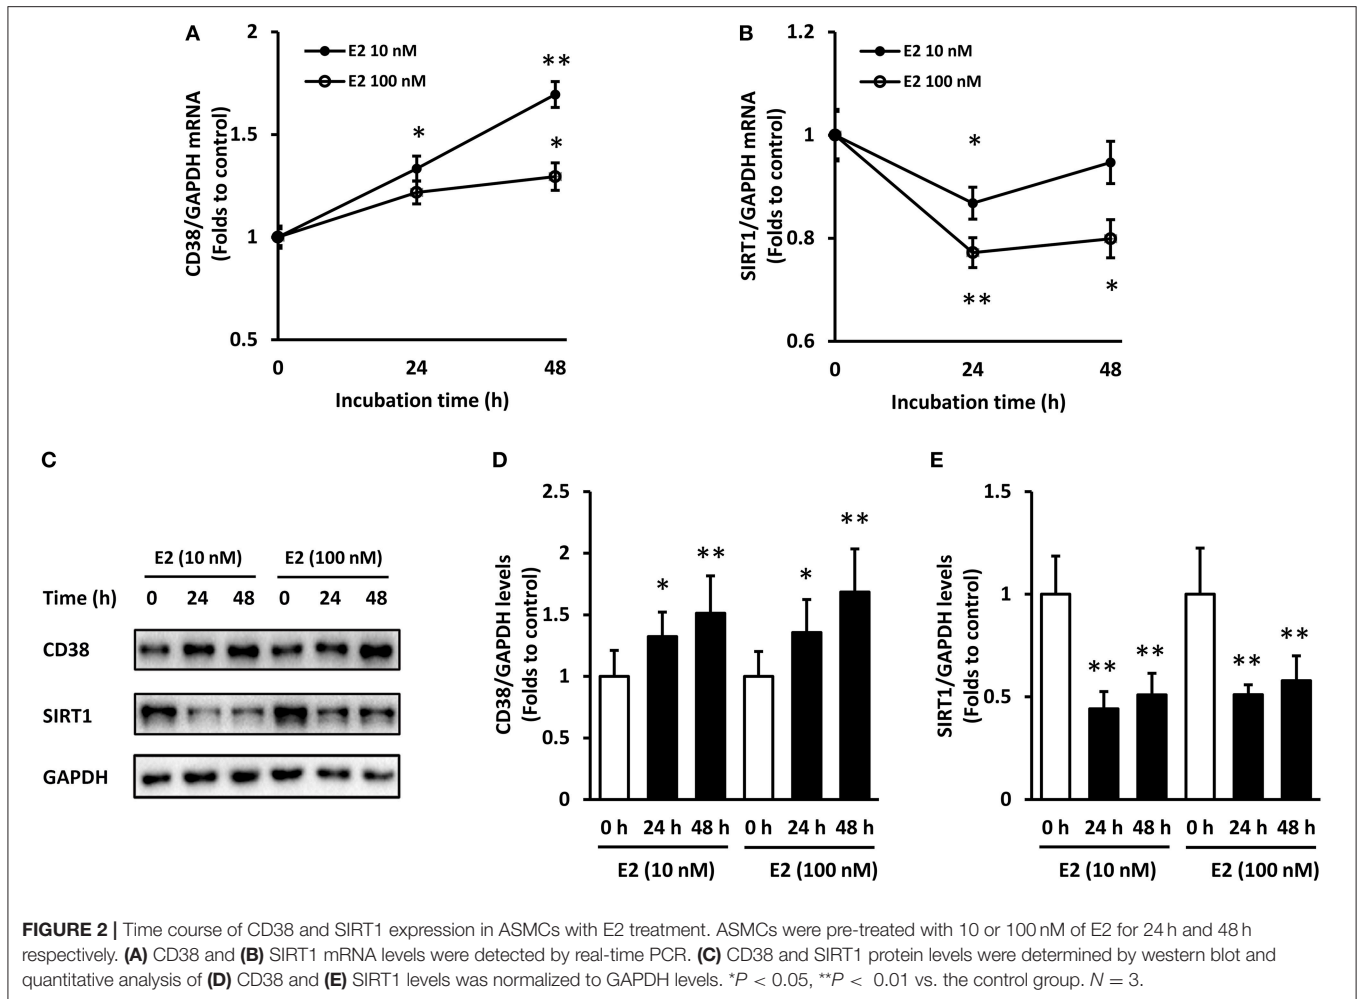 A
2
1.5
1
0.5
CD38/GAPDH mRNA
(Folds to control)
E2 10 nM
E2 100 nM
*
**
*
0
24
48
Incubation time (h)
B
1.2
1
0.8
0.6
SIRT1/GAPDH mRNA
(Folds to control)
E2 10 nM
E2 100 nM
*
**
*
0
24
48
Incubation time (h)
C
E2 (10 nM) E2 (100 nM)
Time (h) 0 24 48 0 24 48
CD38
SIRT1
GAPDH
D
2.5
2
1.5
1
0.5
0
CD38/GAPDH levels
(Folds to control)
*
**
*
**
0 h 24 h 48 h 0 h 24 h 48 h
E2 (10 nM) E2 (100 nM)
E
1.5
1
0.5
0
SIRT1/GAPDH levels
(Folds to control)
**
**
**
**
0 h 24 h 48 h 0 h 24 h 48 h
E2 (10 nM) E2 (100 nM)
FIGURE 2 | Time course of CD38 and SIRT1 expression in ASMCs with E2 treatment. ASMCs were pre-treated with 10 or 100 nM of E2 for 24 h and 48 h
respectively. (A) CD38 and (B) SIRT1 mRNA levels were detected by real-time PCR. (C) CD38 and SIRT1 protein levels were determined by western blot and
quantitative analysis of (D) CD38 and (E) SIRT1 levels was normalized to GAPDH levels. *P < 0.05, **P < 0.01 vs. the control group. N = 3.